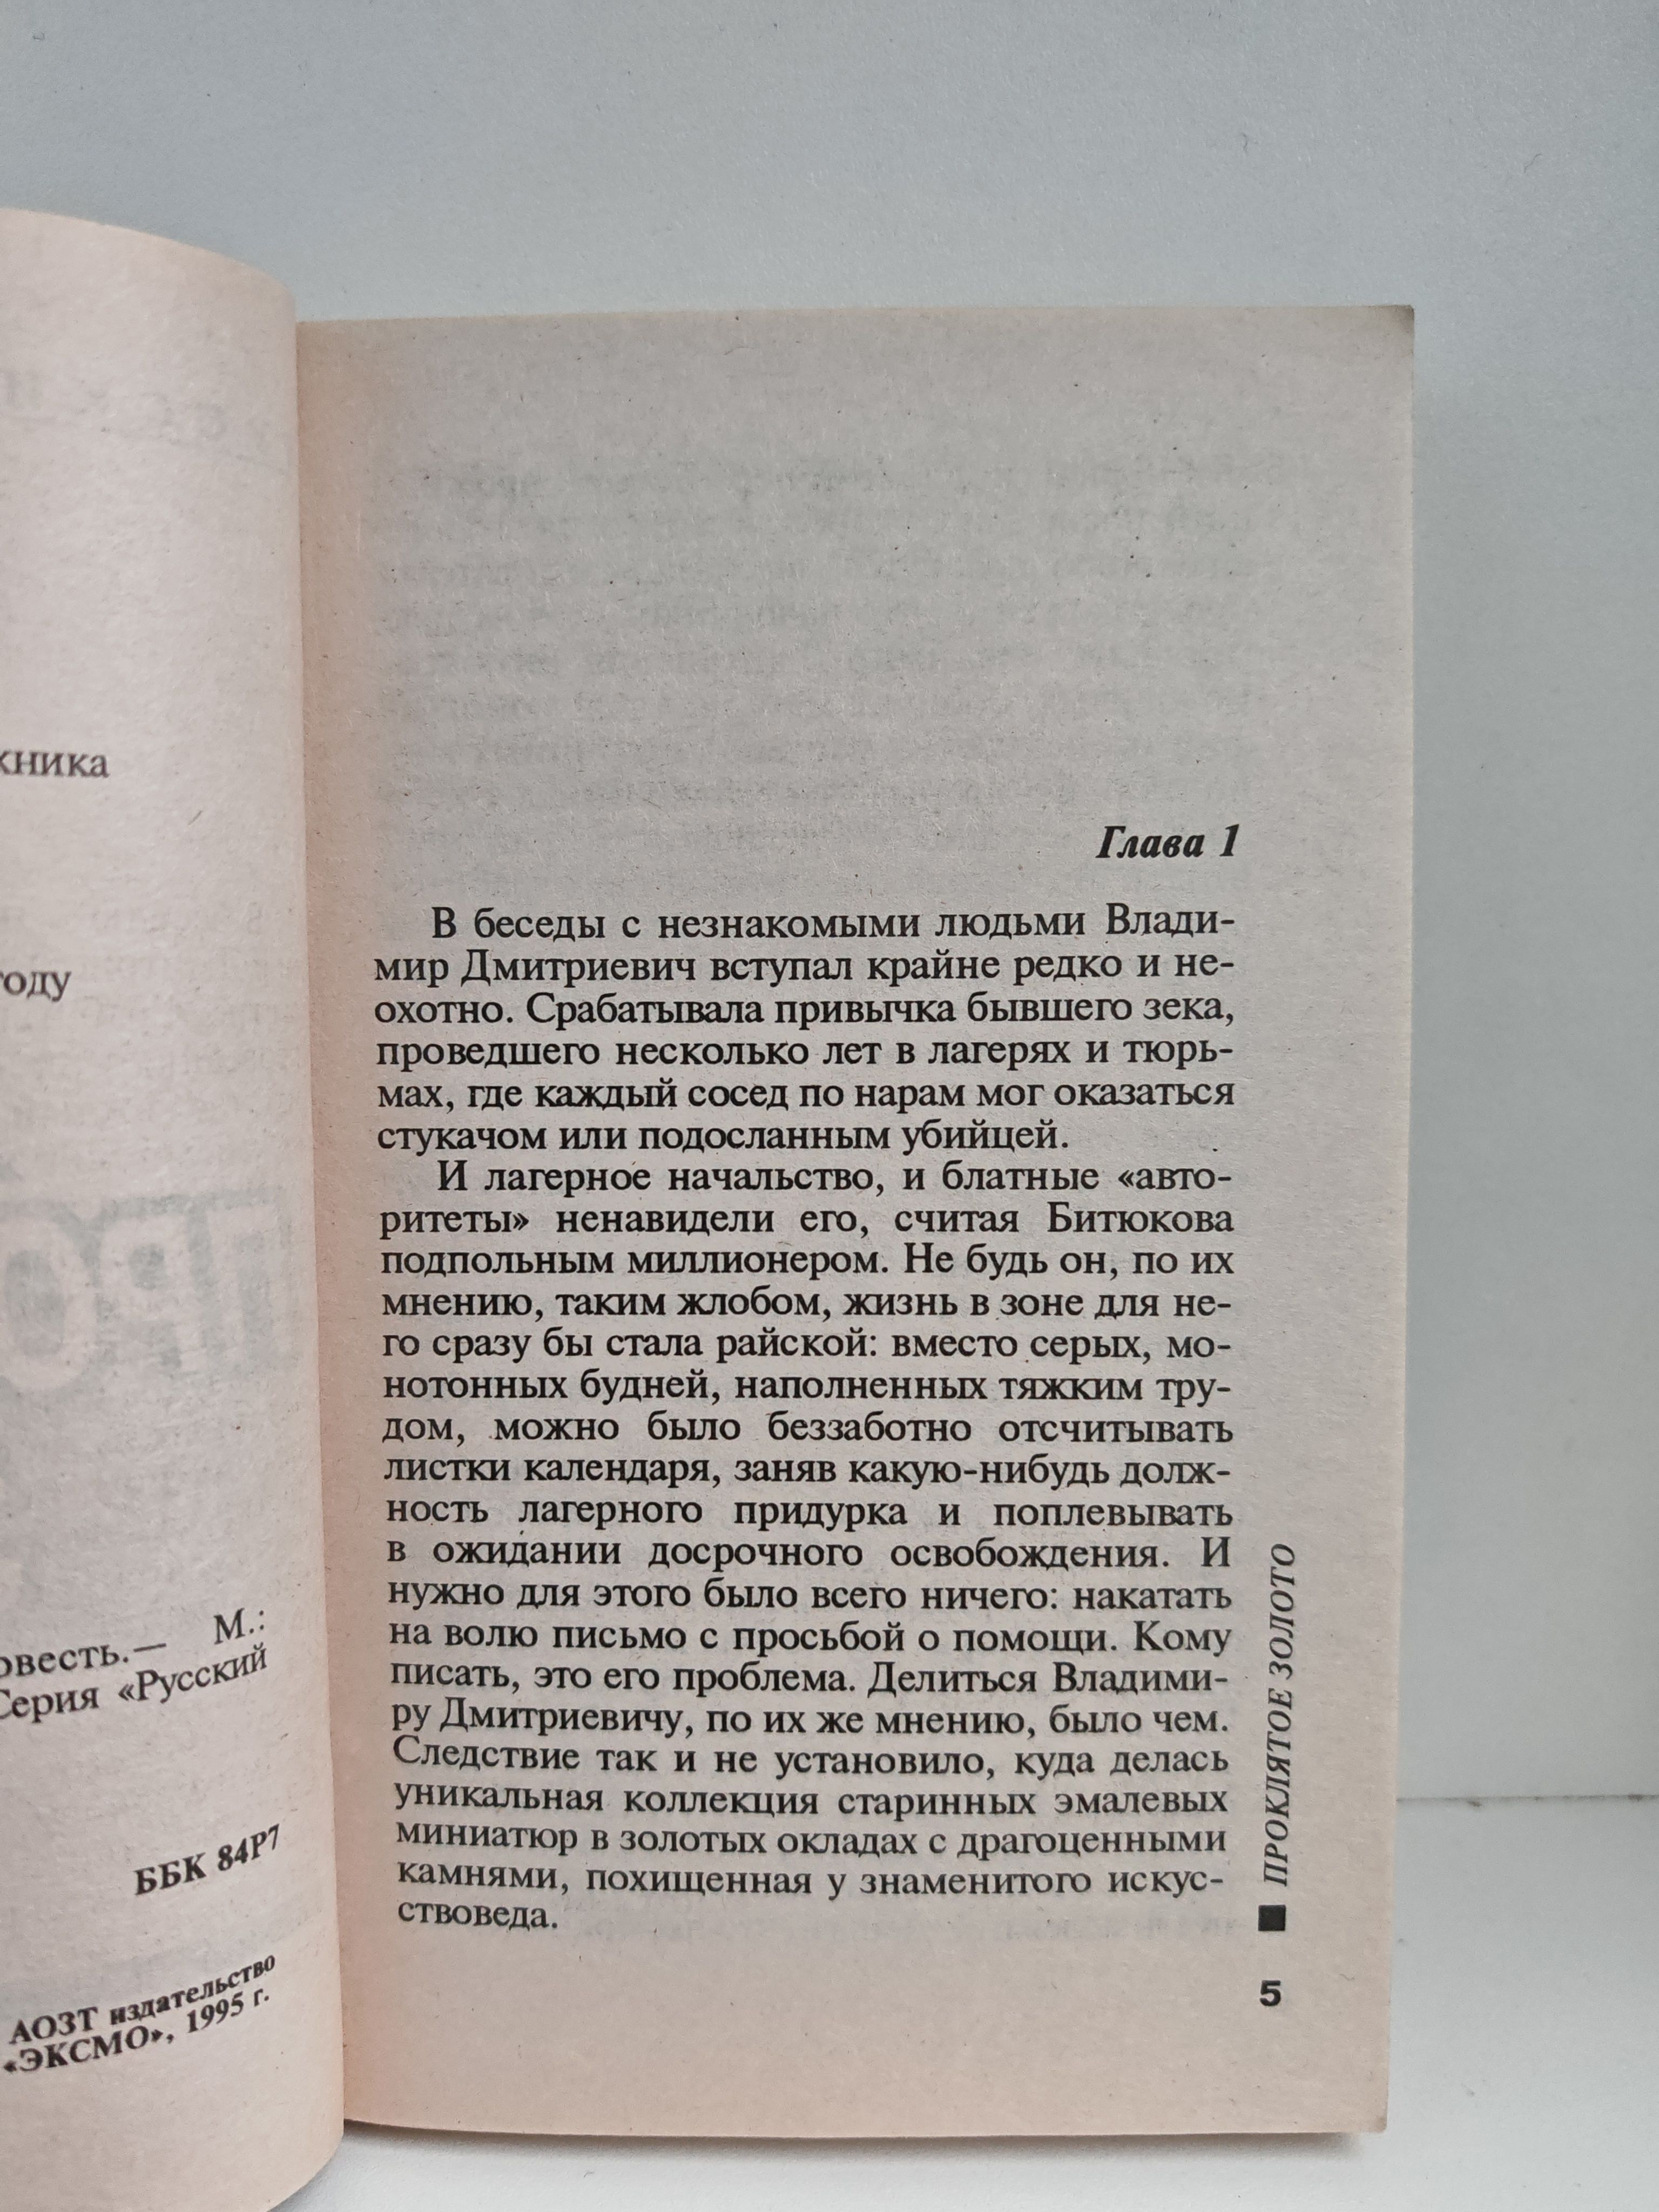 году
М.:
Серия «Русский
ББК 84Р7
АОЗТ издательство
«ЭКСМО», 1995 г.
Глава 1
В беседы с незнакомыми людьми Влади-
мир Дмитриевич вступал крайне редко и не-
охотно. Срабатывала привычка бывшего зека,
проведшего несколько лет в лагерях и тюрь-
мах, где каждый сосед по нарам мог оказаться
стукачом или подосланным убийцей.
И лагерное начальство, и блатные «авто-
ритеты» ненавидели его, считая Битюкова
подпольным миллионером. Не будь он, по их
мнению, таким жлобом, жизнь в зоне для не-
го сразу бы стала райской: вместо серых, мо-
нотонных будней, наполненных тяжким тру-
дом, можно было беззаботно отсчитывать
листки календаря, заняв какую-нибудь долж-
ность лагерного придурка и поплевывать
в ожидании досрочного освобождения. И
нужно для этого было всего ничего: накатать
на волю письмо с просьбой о помощи. Кому
писать, это его проблема. Делиться Владими-
ру Дмитриевичу, по их же мнению, было чем.
Следствие так и не установило, куда делась
уникальная коллекция старинных эмалевых
миниатюр в золотых окладах с драгоценными
камнями, похищенная у знаменитого искус-
ствоведа.
ПРОКЛЯТОЕ ЗОЛОТО
5